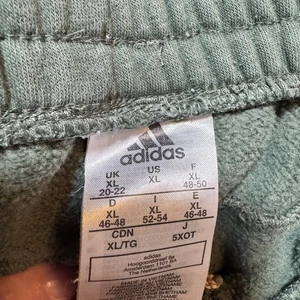 adidas
UK US F
XL XL XL
20-22 48-50
D I E
XL XL XL
46-48 52-54 46-48
CDN J
XL/TG 5XOT
adidas
Hoogoorddreef 9a
Amsterdam 1101 BA
The Netherlands